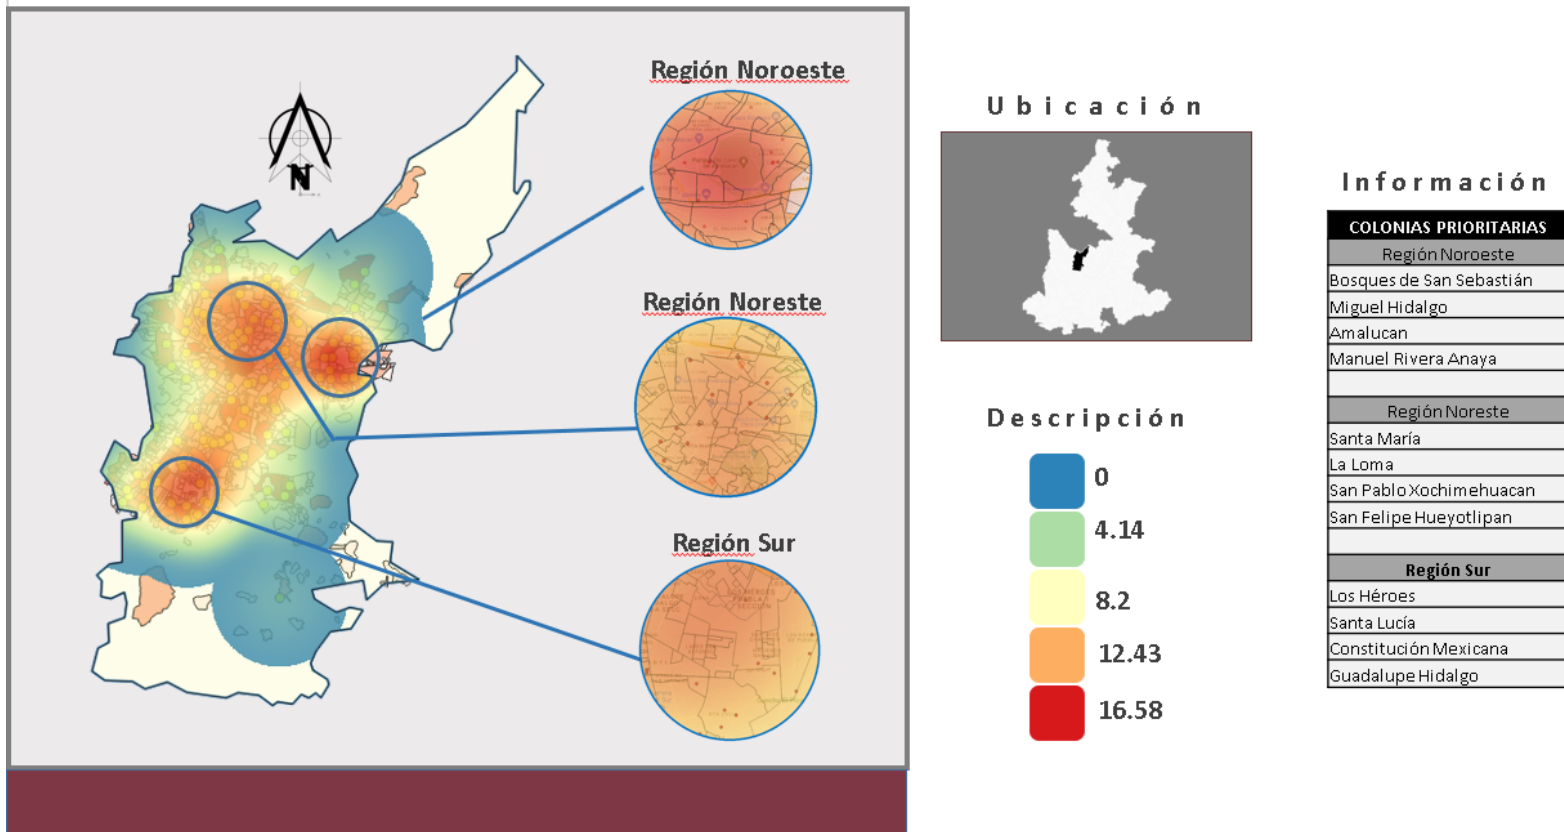 Región Noroeste
N
Región Noreste
Región Sur
Ubicación
Descripción
0
4.14
8.2
12.43
16.58
Información
COLONIAS PRIORITARIAS
Región Noroeste
Bosques de San Sebastián
Miguel Hidalgo
Amalucan
Manuel Rivera Anaya
Región Noreste
Santa María
La Loma
San Pablo Xochimehuacan
San Felipe Hueyotlipan
Región Sur
Los Héroes
Santa Lucía
Constitución Mexicana
Guadalupe Hidalgo